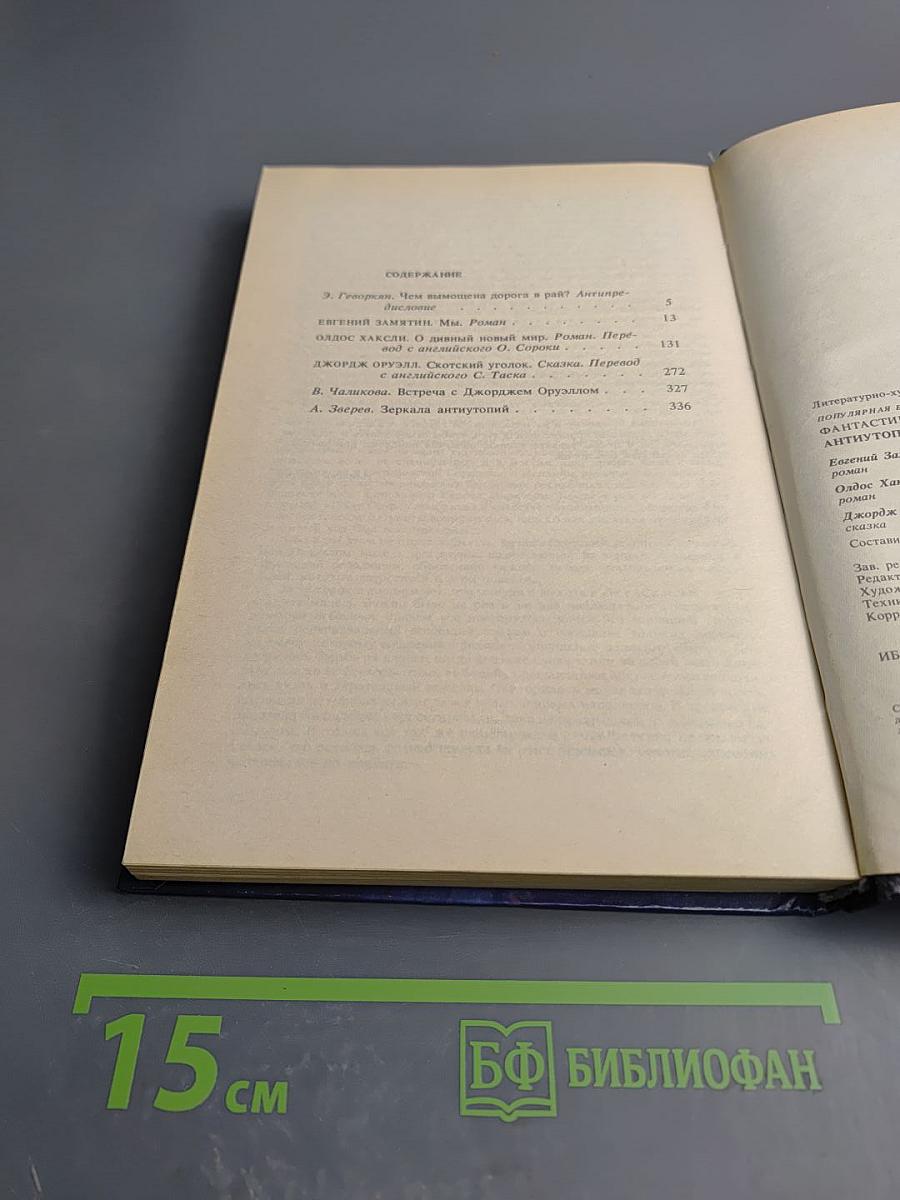 СОДЕРЖАНИЕ
Э. Геворкян. Чем вымощена дорога в рай? Антипре-
дисловие . . . . . . . . . . . 5
ЕВГЕНИЙ ЗАМЯТИН. Мы. Роман . . . . . . . . 13
ОЛДОС ХАКСЛИ. О дивный новый мир. Роман. Пере-
вод с английского О. Сороки . . . . . . 131
ДЖОРДЖ ОРУЭЛЛ. Скотский уголок. Сказка. Перевод
с английского С. Таска . . . . . . . . 272
В. Чаликова. Встреча с Джорджем Оруэллом . . . 327
А. Зверев. Зеркала антиутопий . . . . . . . . 336
Литературно-ху
ПОПУЛЯРНАЯ Б
ФАНТАСТИ
АНТИУТОП
Евгений За
роман
Олдос Хак
роман
Джордж
сказка
Состави
Зав. ре
Редакт
Худож
Техни
Корр
ИБ
15 см
БФ БИБЛИОФАН